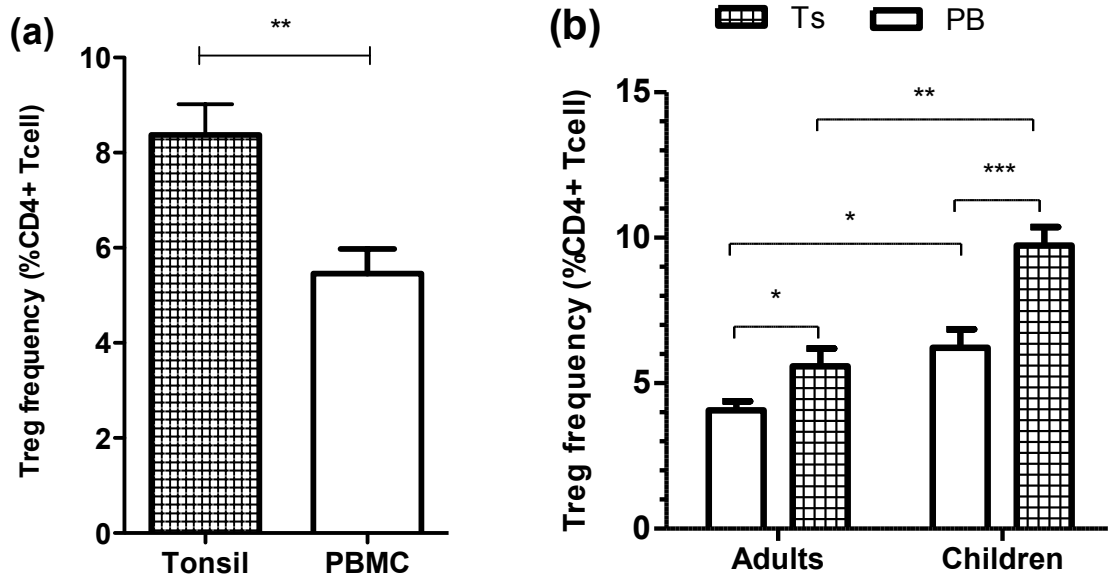 (a)
**
Treg frequency (%CD4+ Tcell)
10
8
6
4
2
0
Tonsil PBMC
(b)
Ts PB
Treg frequency (%CD4+ Tcell)
15
10
5
0
**
***
*
*
Adults Children